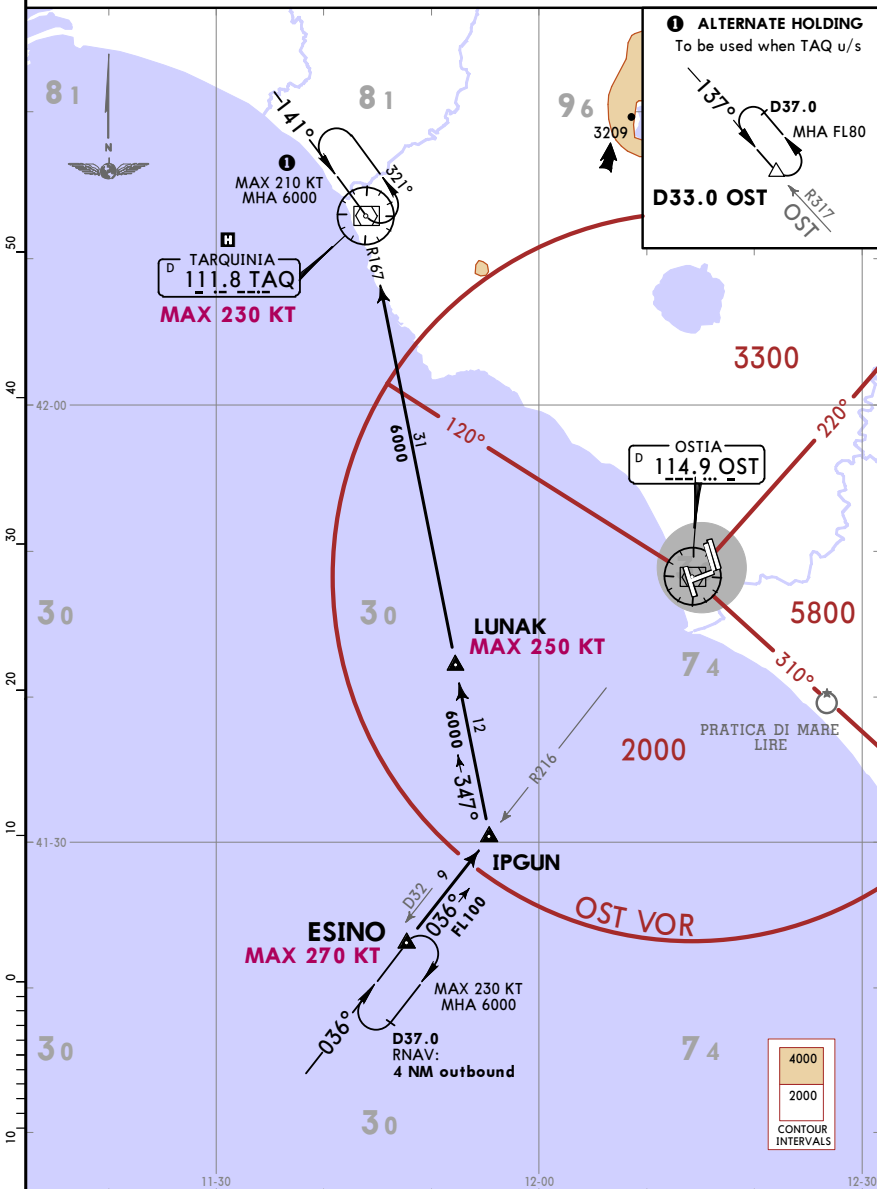 ❶ ALTERNATE HOLDING
To be used when TAQ u/s
137°
D37.0
MHA FL80
D33.0 OST
R317
OST
81
81
96
3209
N
141°
321°
❶
MAX 210 KT
MHA 6000
H
TARQUINIA
D 111.8 TAQ
MAX 230 KT
R167
50
3300
40
42-00
120°
220°
31
6000
OSTIA
D 114.9 OST
30
30
30
5800
LUNAK
MAX 250 KT
74
310°
20
12
6000
347°
2000
PRATICA DI MARE
LIRE
R216
10
41-30
IPGUN
D32
9
036°
FL100
OST VOR
ESINO
MAX 270 KT
0
MAX 230 KT
MHA 6000
036°
D37.0
RNAV:
4 NM outbound
30
74
30
10
4000
2000
CONTOUR
INTERVALS
11-30
12-00
12-30